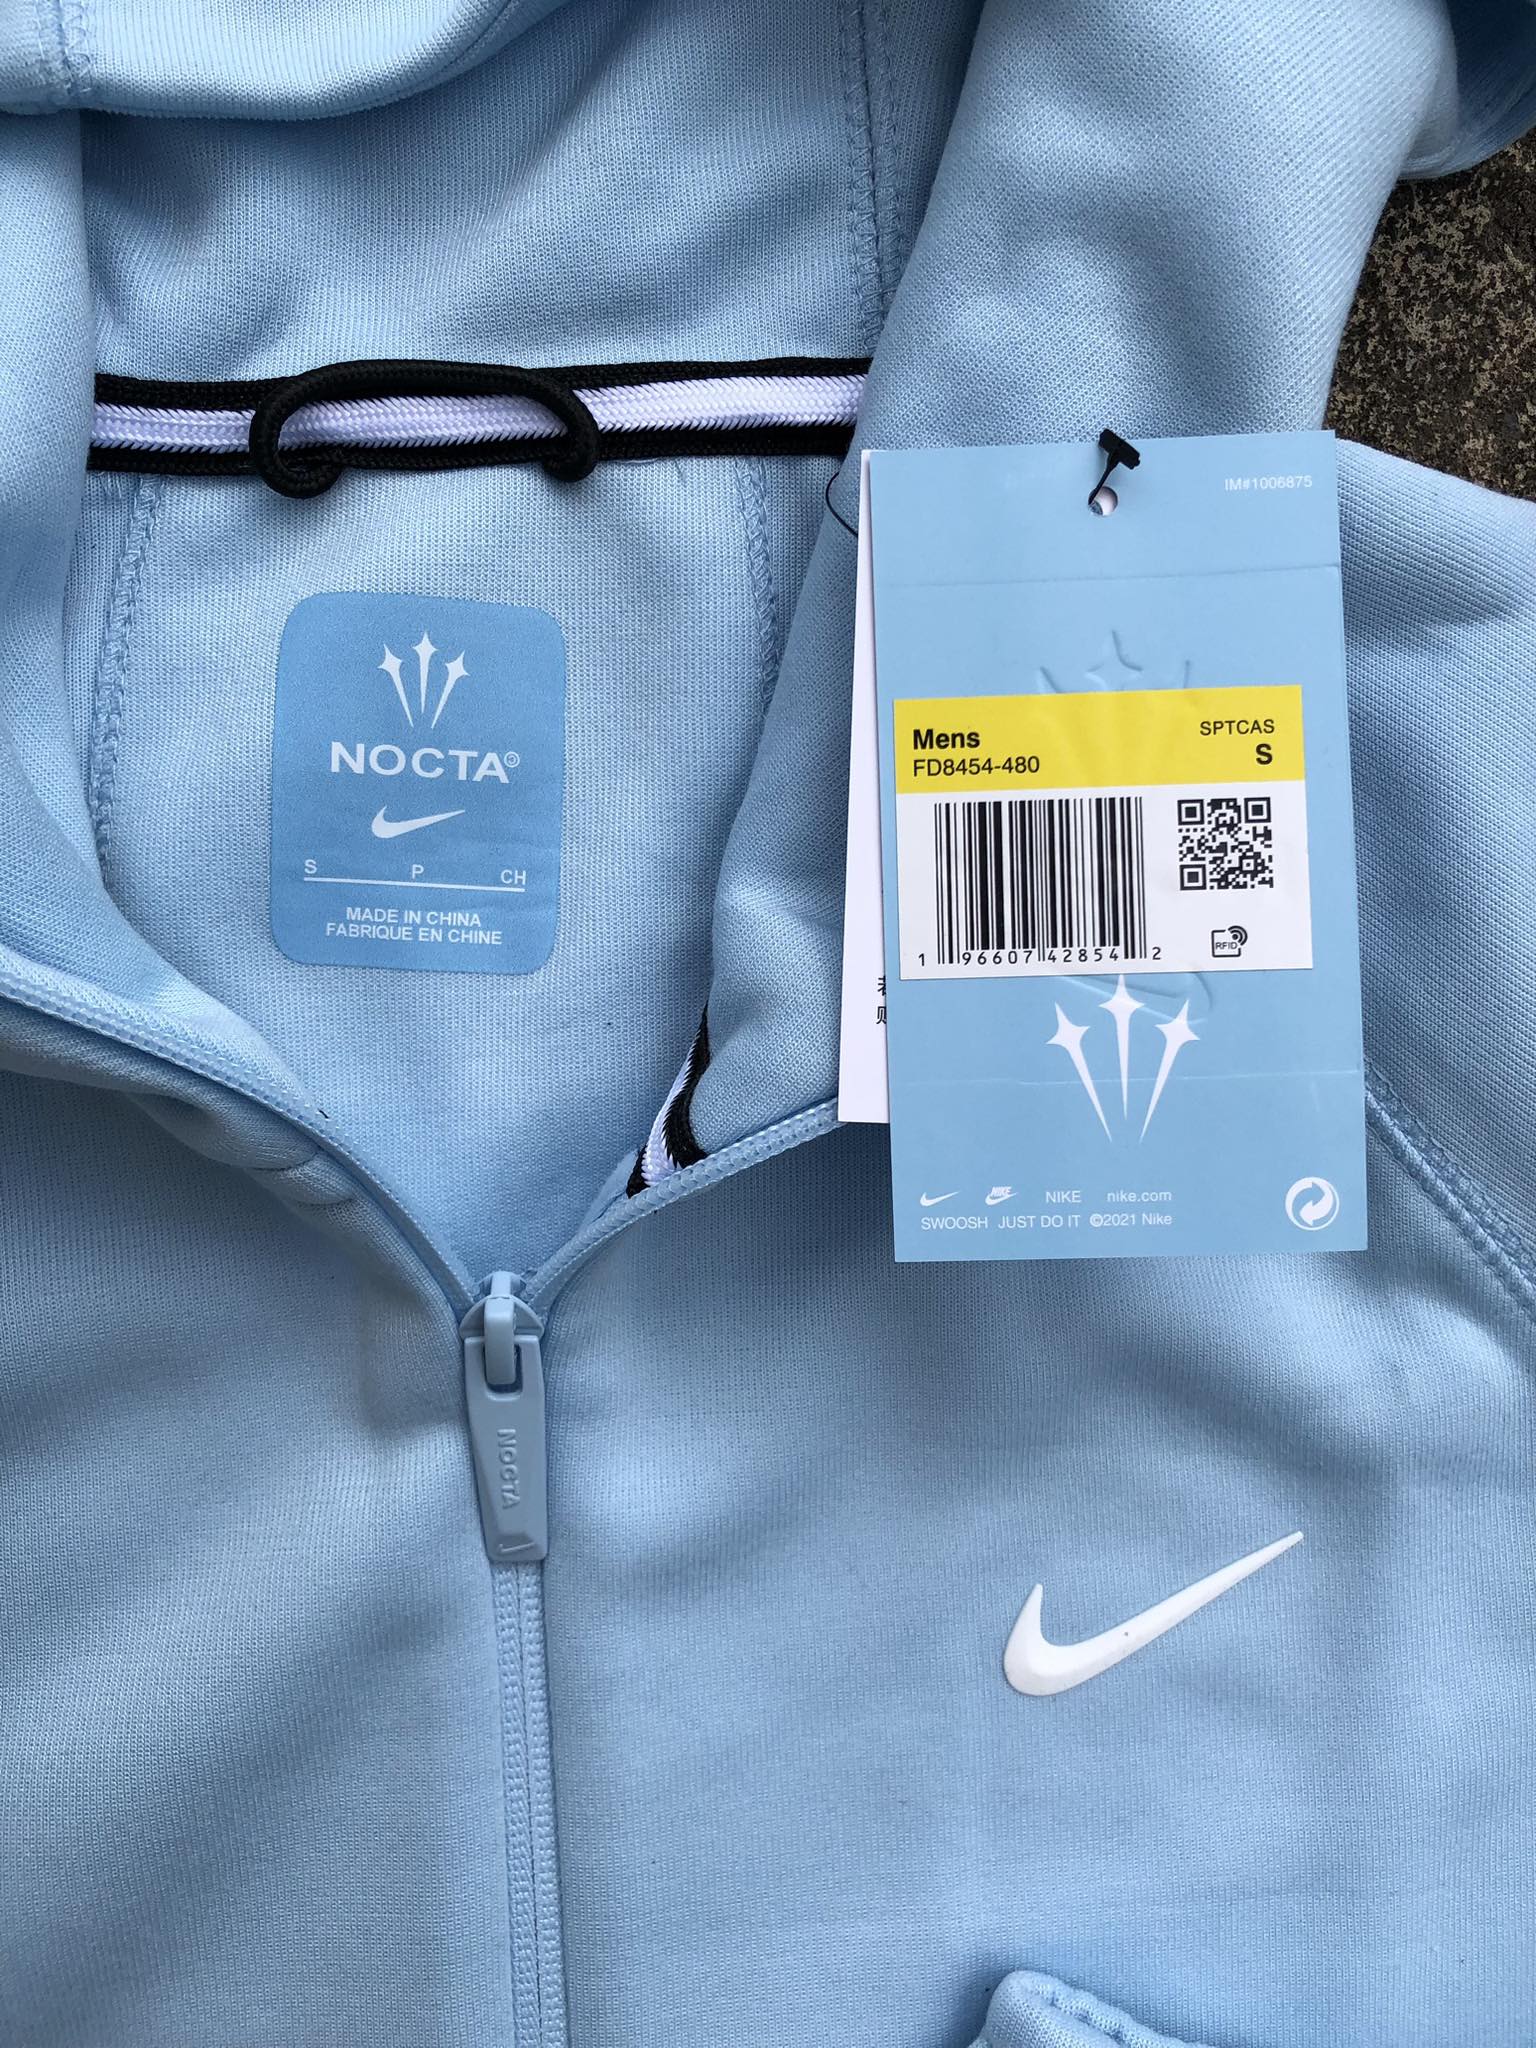 NOCTA®
S P CH
MADE IN CHINA
FABRIQUE EN CHINE
IM#1006875
Mens SPTCAS
FD8454-480 S
1 96607 42854 2
RFID
NIKE NIKE nike.com
SWOOSH JUST DO IT ©2021 Nike
NOCTA